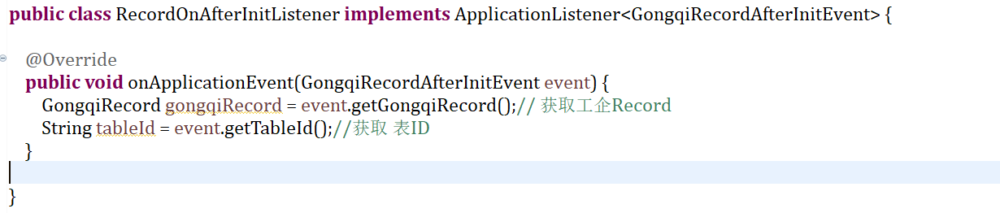 public class RecordOnAfterInitListener implements ApplicationListener<GongqiRecordAfterInitEvent> {
@Override
public void onApplicationEvent(GongqiRecordAfterInitEvent event) {
GongqiRecord gongqiRecord = event.getGongqiRecord();// 获取工企Record
String tableId = event.getTableId();//获取 表ID
}
}